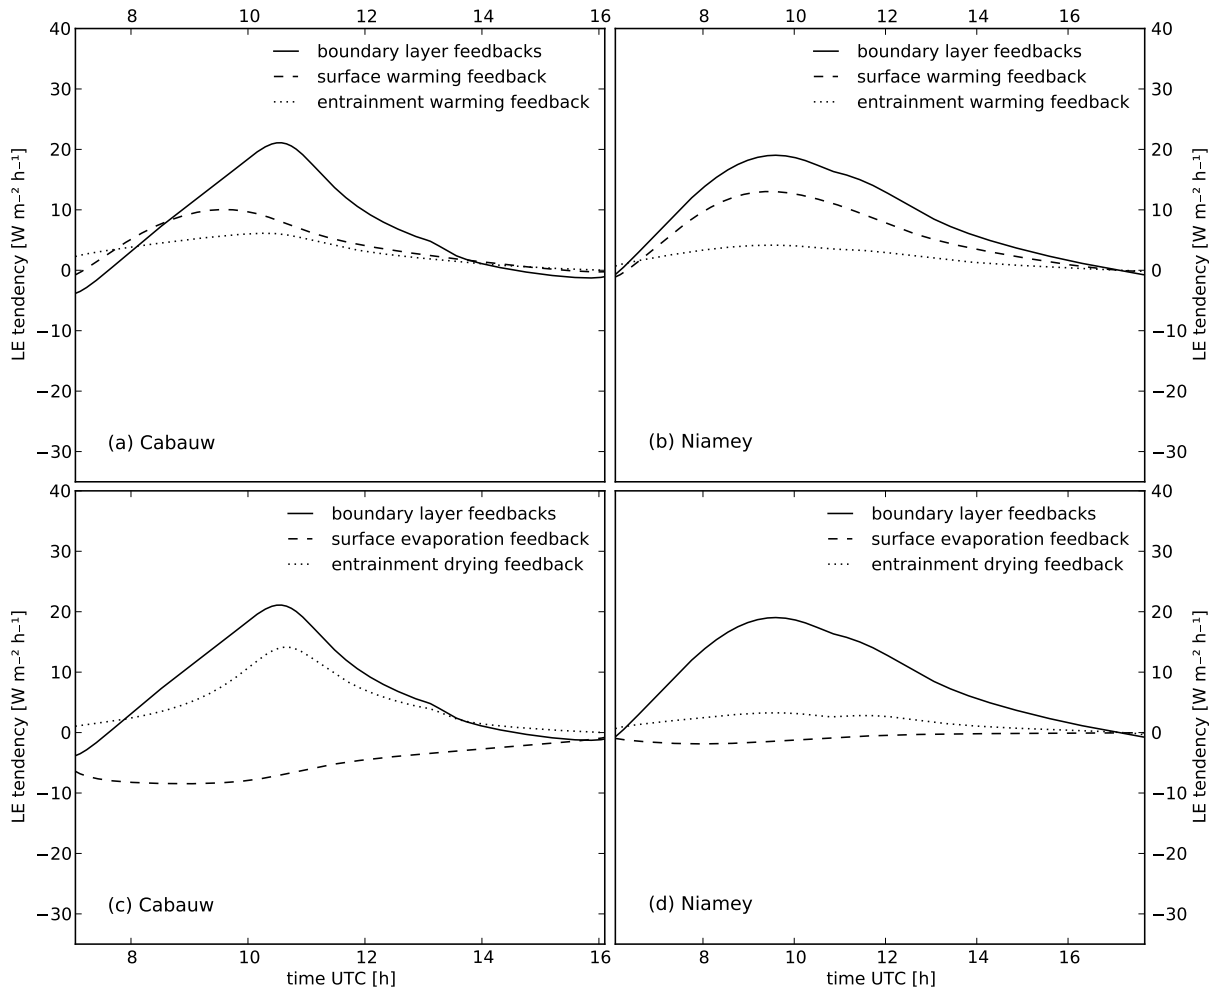 8 10 12 14 16
8 10 12 14 16
40
30
20
10
0
−10
−20
−30
LE tendency [W m⁻² h⁻¹]
boundary layer feedbacks
surface warming feedback
entrainment warming feedback
(a) Cabauw
boundary layer feedbacks
surface warming feedback
entrainment warming feedback
(b) Niamey
40
30
20
10
0
−10
−20
−30
LE tendency [W m⁻² h⁻¹]
40
30
20
10
0
−10
−20
−30
LE tendency [W m⁻² h⁻¹]
boundary layer feedbacks
surface evaporation feedback
entrainment drying feedback
(c) Cabauw
boundary layer feedbacks
surface evaporation feedback
entrainment drying feedback
(d) Niamey
40
30
20
10
0
−10
−20
−30
LE tendency [W m⁻² h⁻¹]
8 10 12 14 16
time UTC [h]
8 10 12 14 16
time UTC [h]